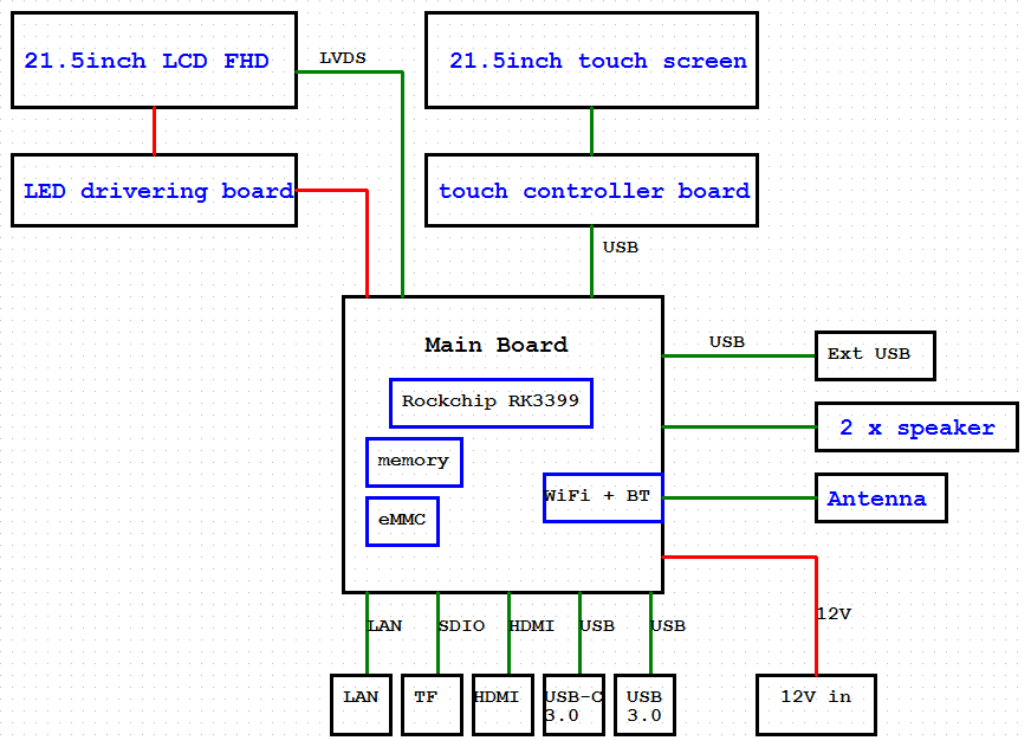 21.5inch LCD FHD
LVDS
21.5inch touch screen
LED drivering board
touch controller board
USB
Main Board
USB
Ext USB
Rockchip RK3399
2 x speaker
memory
WiFi + BT
Antenna
eMMC
12V
LAN
SDIO
HDMI
USB
USB
LAN
TF
HDMI
USB-C
3.0
USB
3.0
12V in